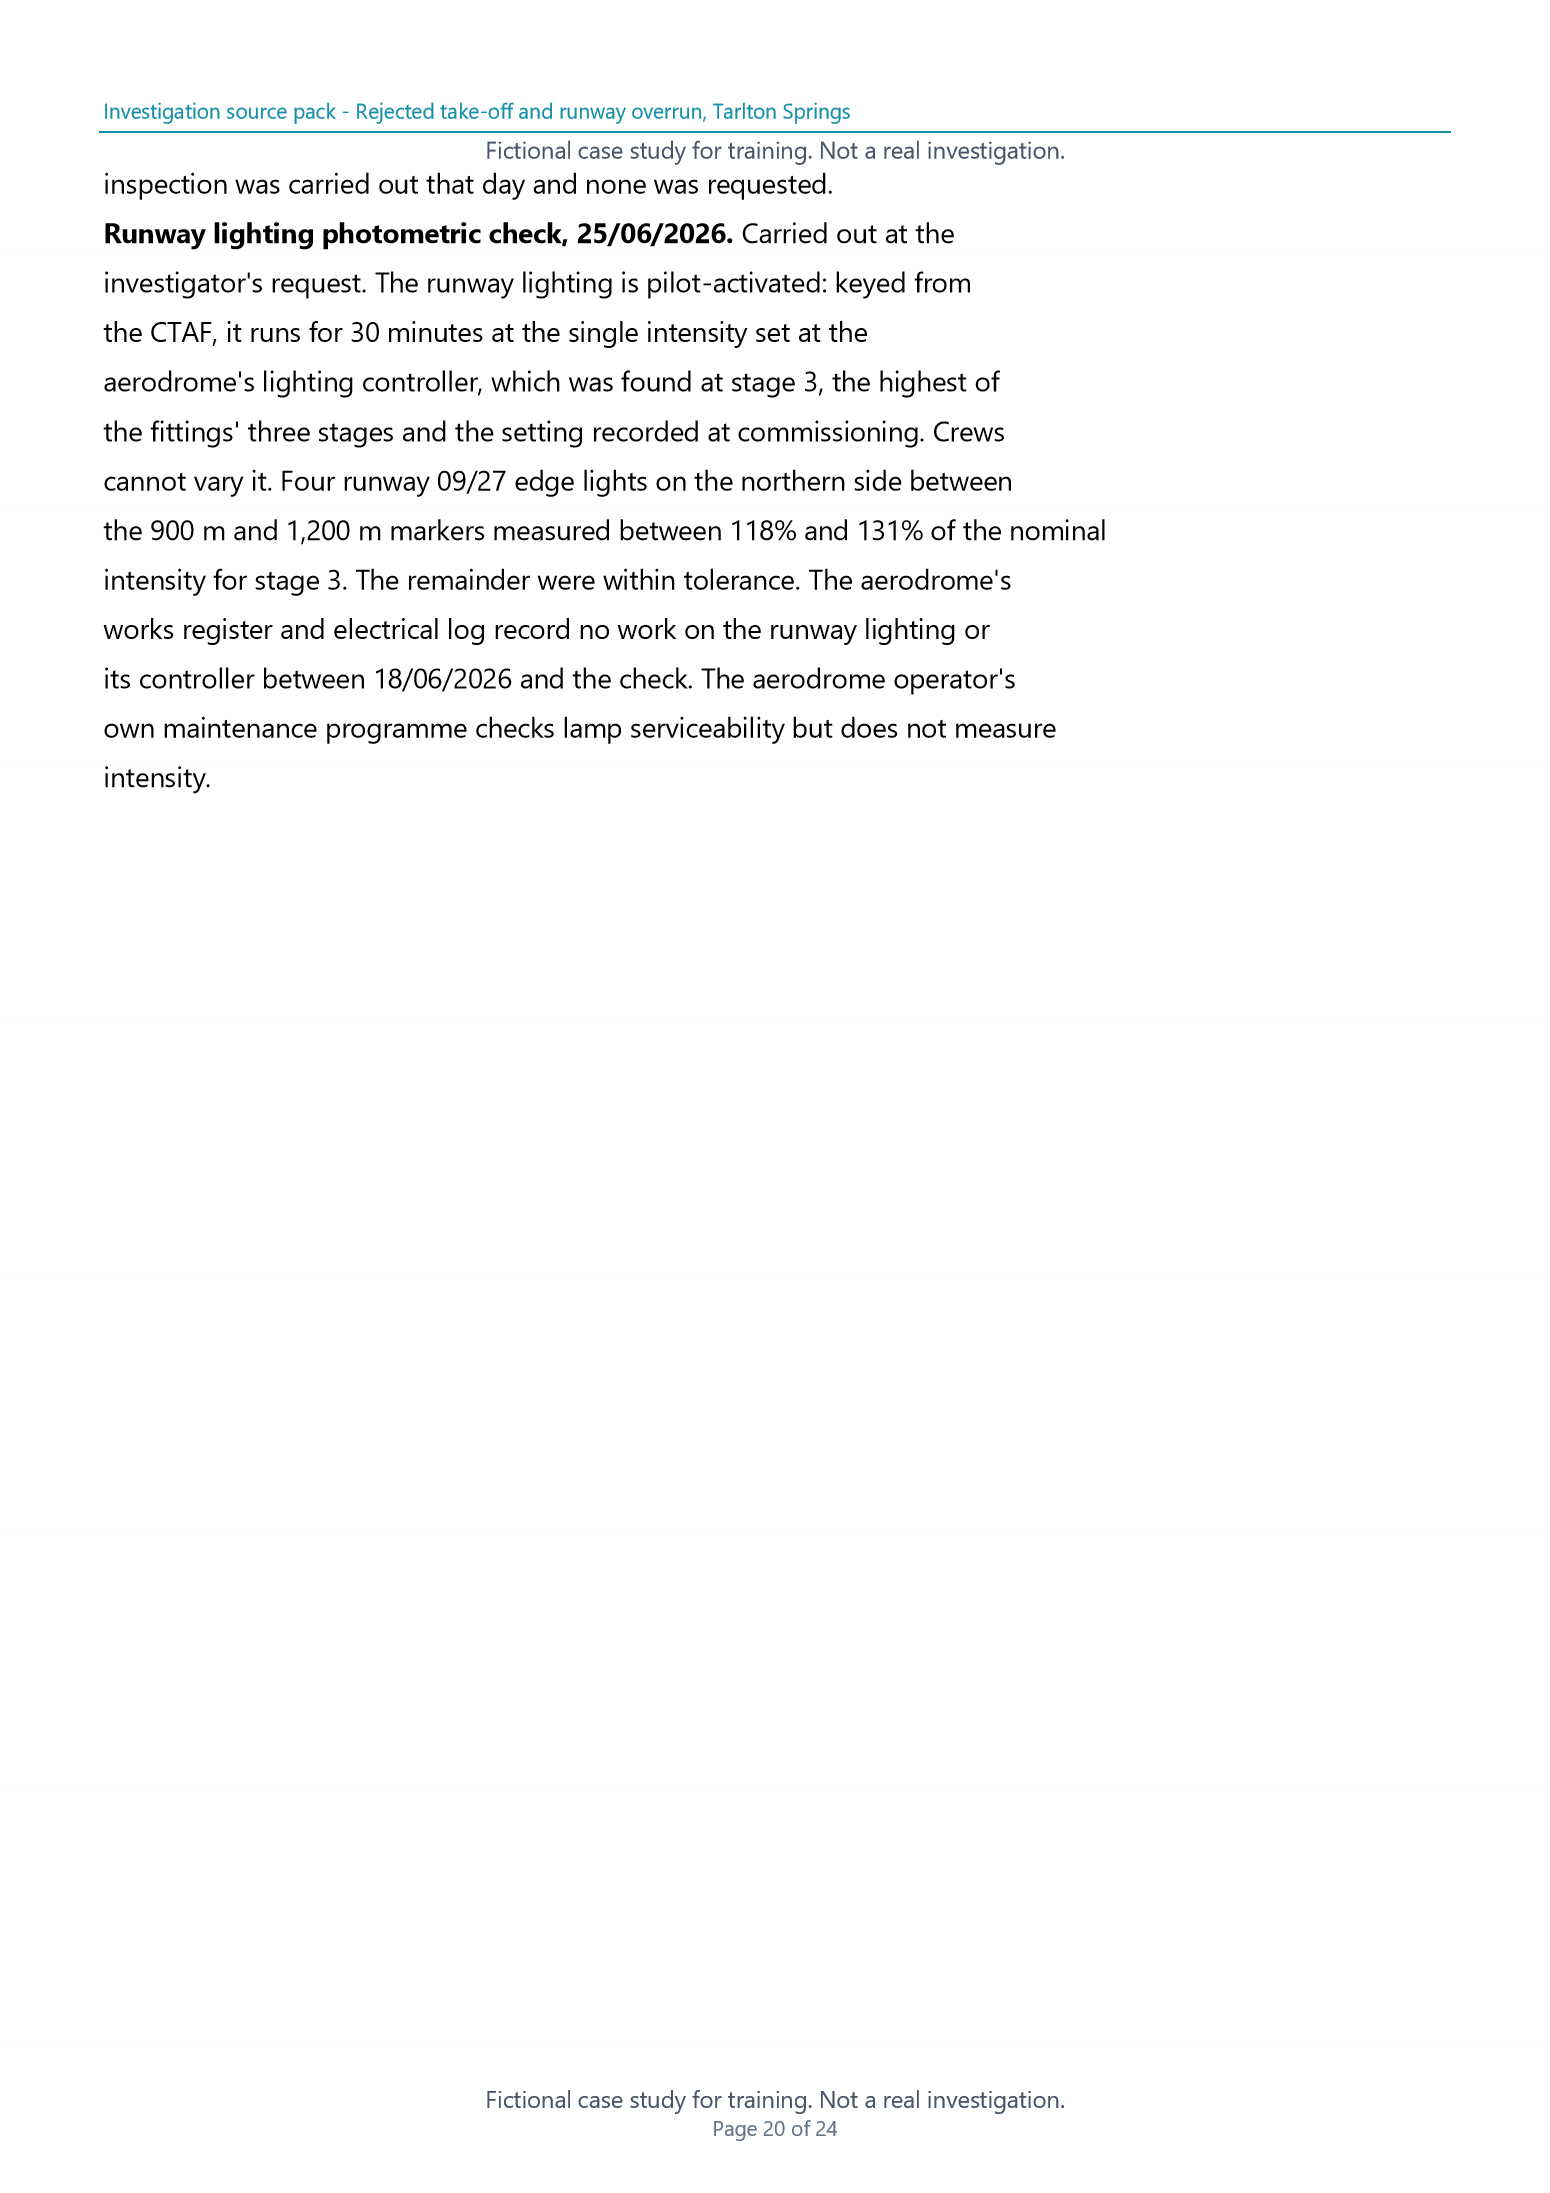 Investigation source pack - Rejected take-off and runway overrun, Tarlton Springs
Fictional case study for training. Not a real investigation.
inspection was carried out that day and none was requested.
Runway lighting photometric check, 25/06/2026. Carried out at the
investigator's request. The runway lighting is pilot-activated: keyed from
the CTAF, it runs for 30 minutes at the single intensity set at the
aerodrome's lighting controller, which was found at stage 3, the highest of
the fittings' three stages and the setting recorded at commissioning. Crews
cannot vary it. Four runway 09/27 edge lights on the northern side between
the 900 m and 1,200 m markers measured between 118% and 131% of the nominal
intensity for stage 3. The remainder were within tolerance. The aerodrome's
works register and electrical log record no work on the runway lighting or
its controller between 18/06/2026 and the check. The aerodrome operator's
own maintenance programme checks lamp serviceability but does not measure
intensity.
Fictional case study for training. Not a real investigation.
Page 20 of 24